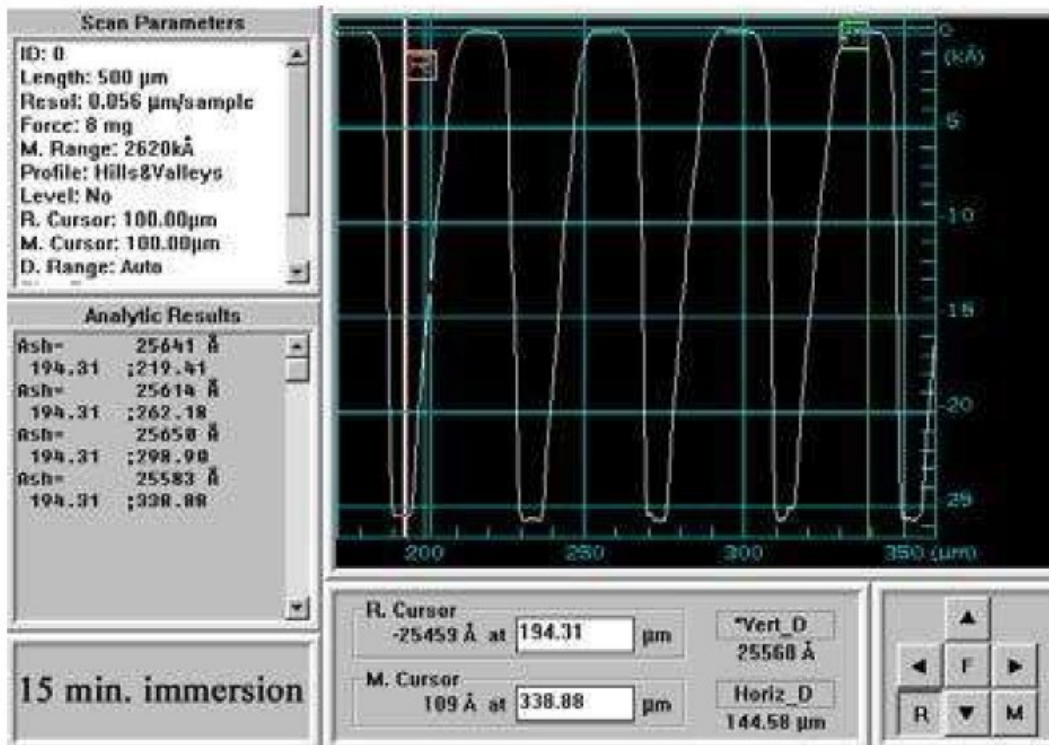 Scan Parameters
ID: 0
Length: 500 µm
Resol: 0.056 µm/sample
Force: 8 mg
M. Range: 2620kÅ
Profile: Hills&Valleys
Level: No
R. Cursor: 100.00µm
M. Cursor: 100.00µm
D. Range: Auto
Analytic Results
Ash= 25641 Å
194.31 ;219.41
Ash= 25614 Å
194.31 ;262.18
Ash= 25650 Å
194.31 ;298.90
Ash= 25583 Å
194.31 ;338.88
15 min. immersion
0
(kÅ)
-5
-10
-15
-20
-25
200
250
300
350 (µm)
R. Cursor
-25459 Å at 194.31 µm
M. Cursor
109 Å at 338.88 µm
*Vert_D
25568 Å
Horiz_D
144.58 µm
F
R
M